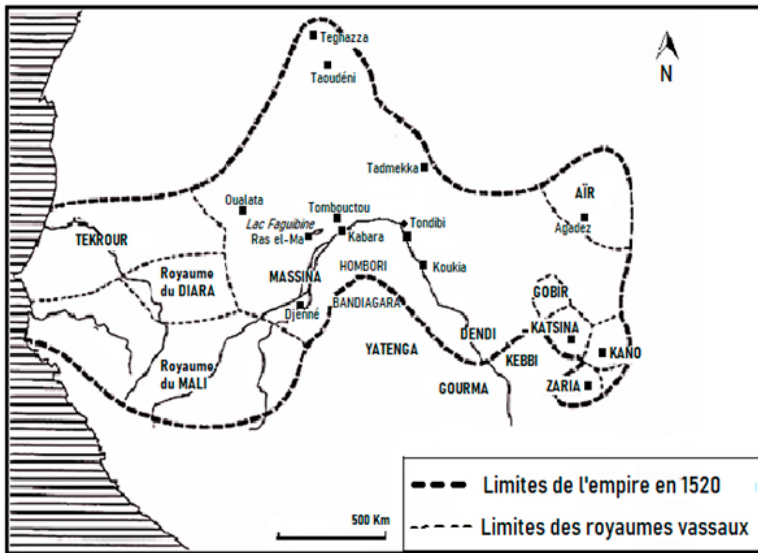 Teghazza
Taoudéni
N
Tadmekka
AÏR
Agadez
Oualata
Tombouctou
Lac Faguibine
Ras el-Ma
Kabara
Tondibi
TEKROUR
Koukia
Royaume
du DIARA
MASSINA
HOMBORI
BANDIAGARA
Djenné
GOBIR
KATSINA
DENDI
KEBBI
KANO
YATENGA
Royaume
du MALI
GOURMA
ZARIA
500 Km
Limites de l'empire en 1520
Limites des royaumes vassaux